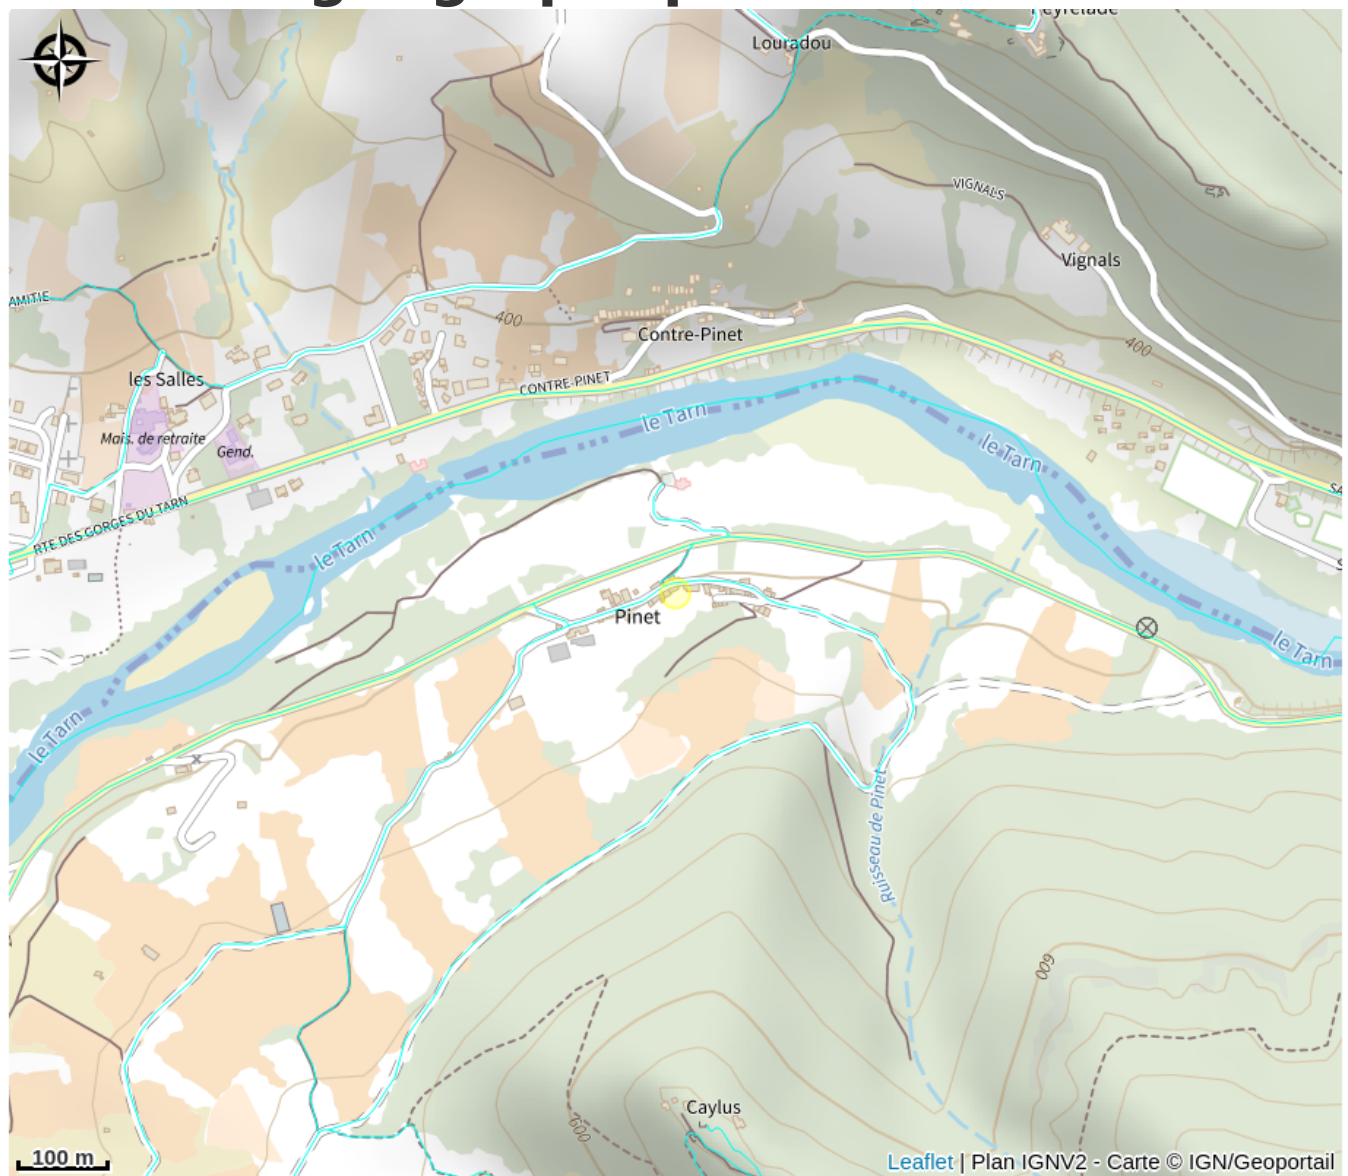 Louradou
VIGNALS
Vignals
AMITIE
400
Contre-Pinet
400
les Salles
CONTRE-PINET
le Tarn
Mais. de retraite
Gend.
le Tarn
RTE DES GORGES DU TARN
le Tarn
Pinet
le Tarn
le Tarn
Ruisseau de Pinet
600
Caylus
600
100 m
Leaflet | Plan IGNV2 - Carte © IGN/Geoportail